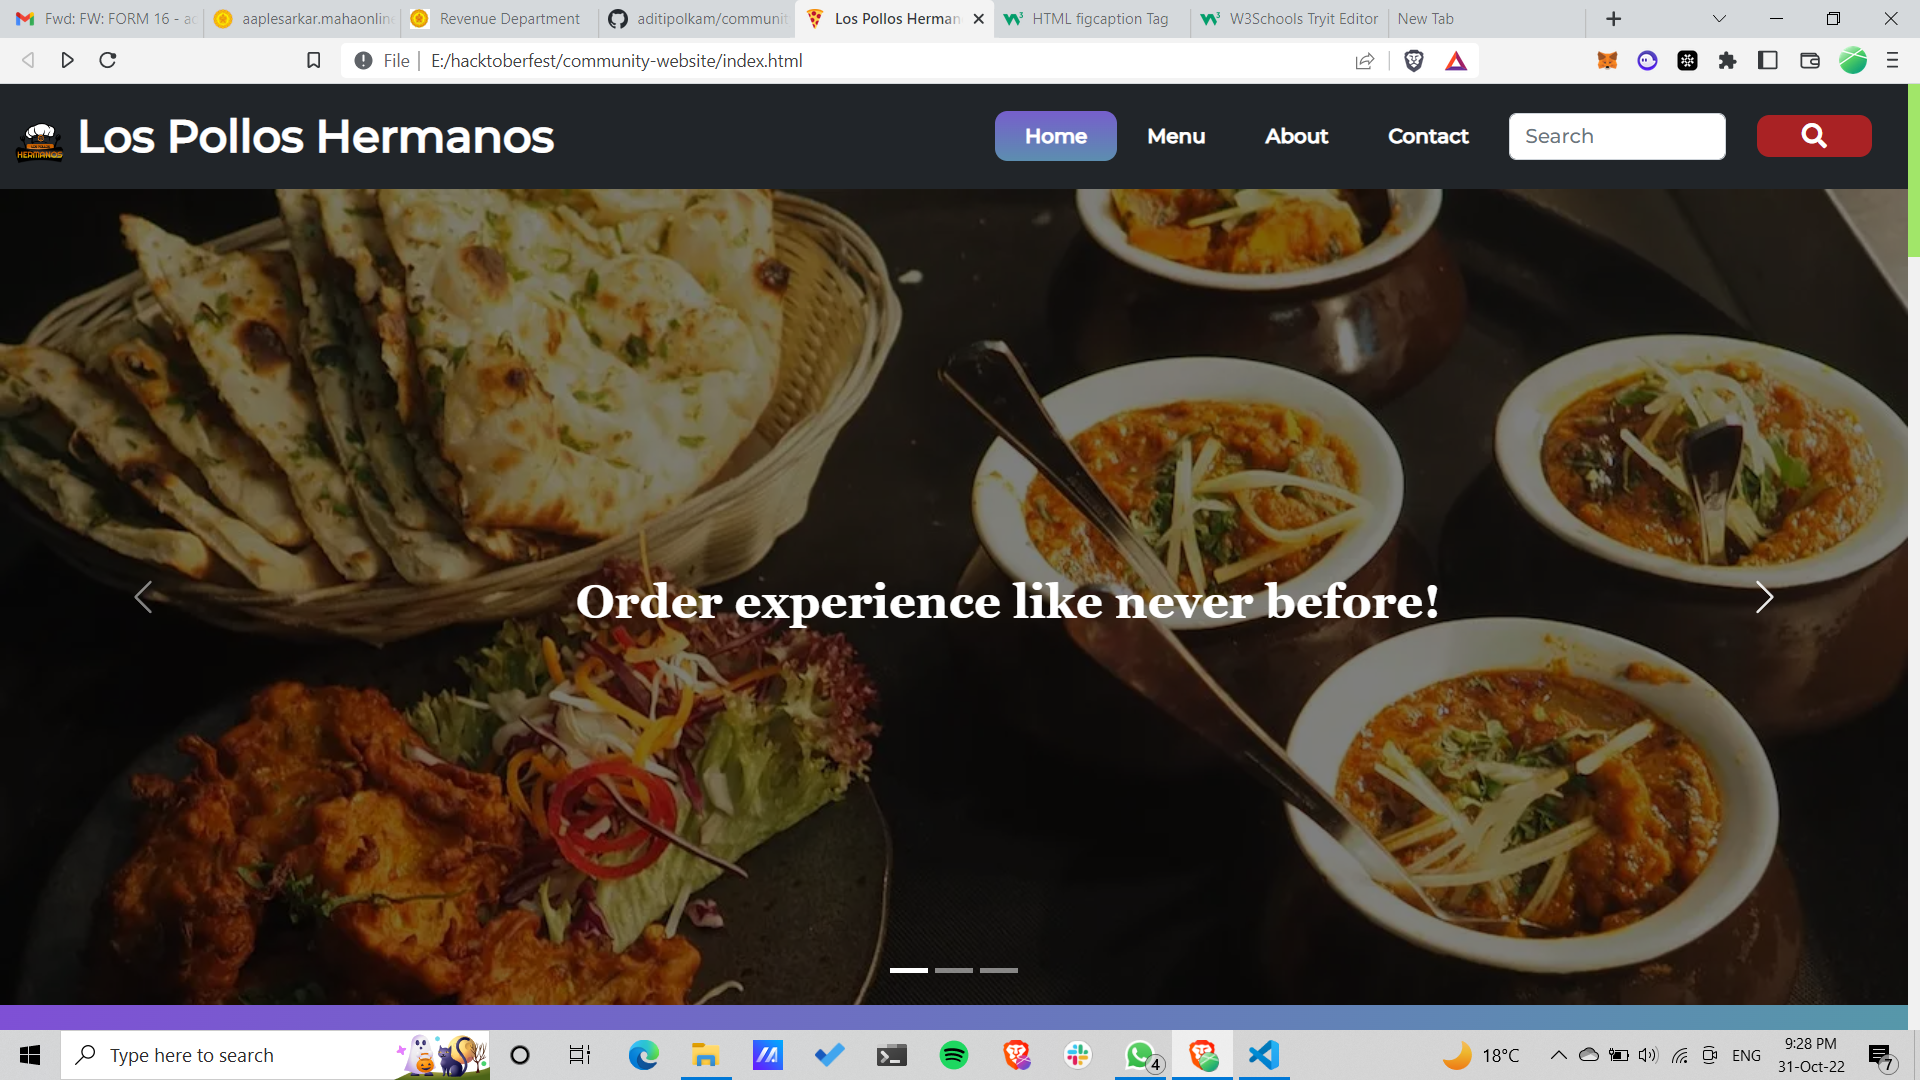 Fwd: FW: FORM 16 - ac
aaplesarkar.mahaonline
Revenue Department
aditipolkam/communit
Los Pollos Herman
HTML figcaption Tag
W3Schools Tryit Editor
New Tab
File | E:/hacktoberfest/community-website/index.html
HERMANOS
Los Pollos Hermanos
Home
Menu
About
Contact
Search
Order experience like never before!
Type here to search
4
18°C
ENG
9:28 PM
31-Oct-22
7